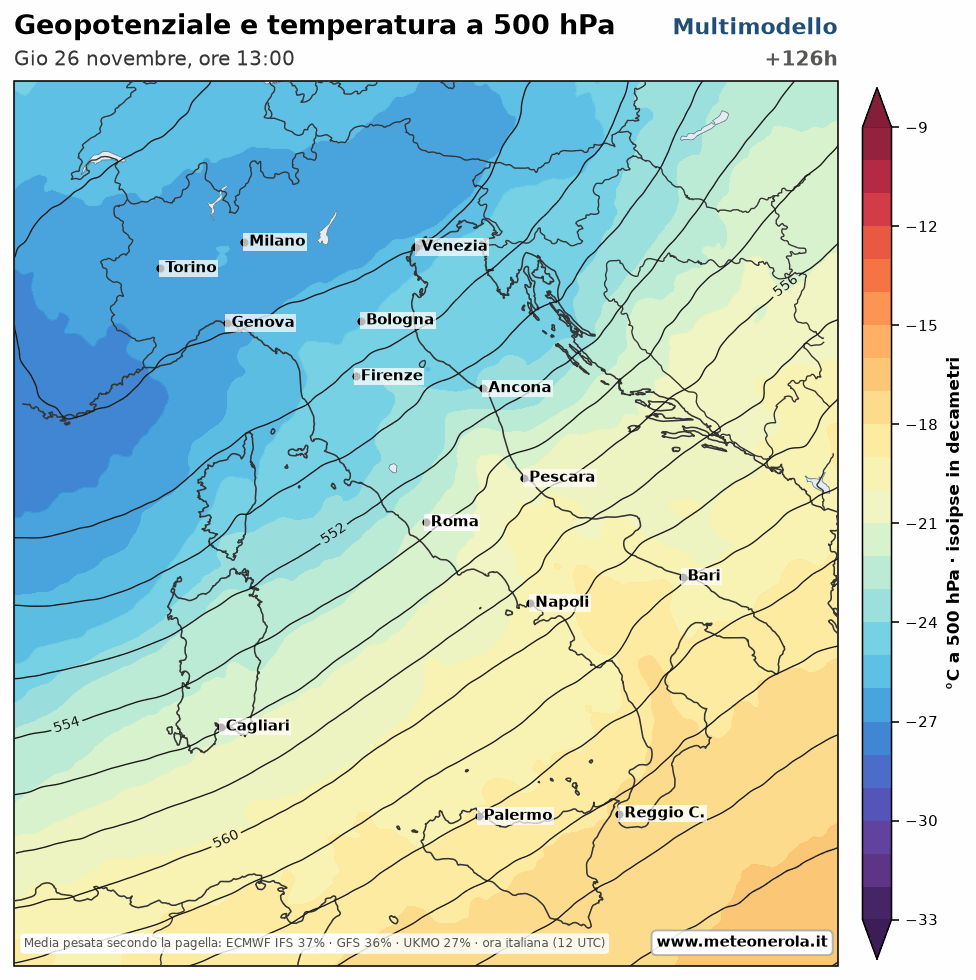 Geopotenziale e temperatura a 500 hPa
Multimodello
Gio 26 novembre, ore 13:00
+126h
Milano
Venezia
Torino
556
Genova
Bologna
Firenze
Ancona
Pescara
Roma
552
Bari
Napoli
554
Cagliari
Palermo
Reggio C.
560
Media pesata secondo la pagella: ECMWF IFS 37% · GFS 36% · UKMO 27% · ora italiana (12 UTC)
www.meteonerola.it
−9
−12
−15
−18
−21
−24
−27
−30
−33
°C a 500 hPa · isoipse in decametri